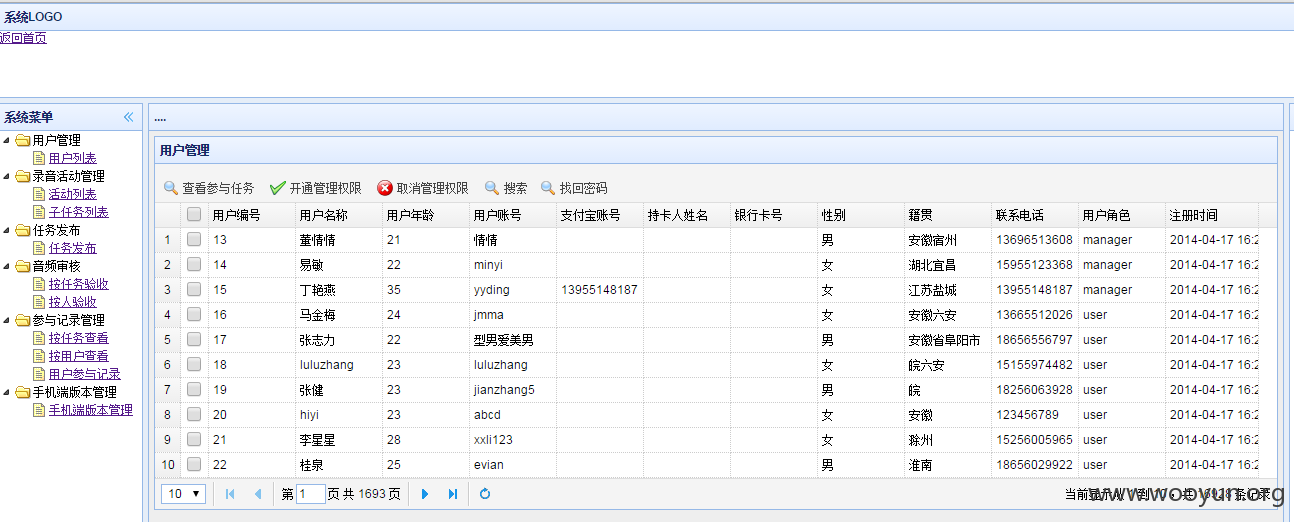 系统LOGO
返回首页
系统菜单
用户管理
用户列表
录音活动管理
活动列表
子任务列表
任务发布
任务发布
音频审核
按任务验收
按人验收
参与记录管理
按任务查看
按用户查看
用户参与记录
手机端版本管理
手机端版本管理
....
用户管理
查看参与任务 开通管理权限 取消管理权限 搜索 找回密码
用户编号 用户名称 用户年龄 用户账号 支付宝账号 持卡人姓名 银行卡号 性别 籍贯 联系电话 用户角色 注册时间
1 13 董情情 21 情情 男 安徽宿州 13696513608 manager 2014-04-17 16:2
2 14 易敏 22 minyi 女 湖北宜昌 15955123368 manager 2014-04-17 16:2
3 15 丁艳燕 35 yyding 13955148187 女 江苏盐城 13955148187 manager 2014-04-17 16:2
4 16 马金梅 24 jmma 女 安徽六安 13665512026 user 2014-04-17 16:2
5 17 张志力 22 型男爱美男 男 安徽省阜阳市 18656556797 user 2014-04-17 16:2
6 18 luluzhang 23 luluzhang 女 皖六安 15155974482 user 2014-04-17 16:2
7 19 张健 23 jianzhang5 男 皖 18256063928 user 2014-04-17 16:2
8 20 hiyi 23 abcd 女 安徽 123456789 user 2014-04-17 16:2
9 21 李星星 28 xxli123 女 滁州 15256005965 user 2014-04-17 16:2
10 22 桂泉 25 evian 男 淮南 18656029922 user 2014-04-17 16:2
10 第 1 页 共 1693 页 当前显示从 1 到 10 共 条记录
www.wooyun.org